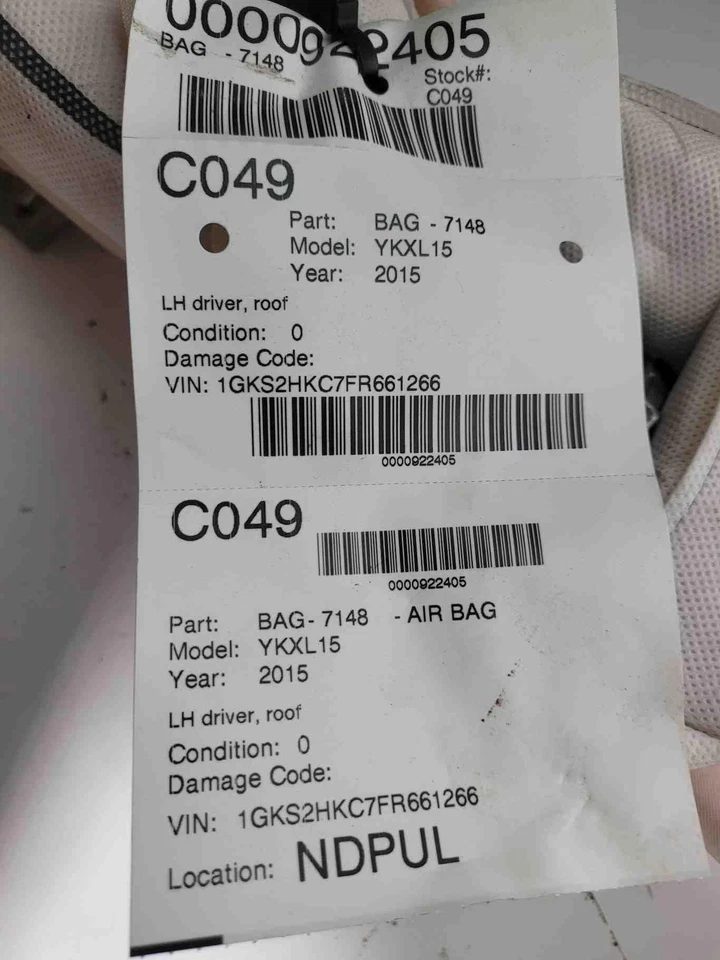 0000922405
BAG - 7148
Stock#:
C049
C049
Part: BAG - 7148
Model: YKXL15
Year: 2015
LH driver, roof
Condition: 0
Damage Code:
VIN: 1GKS2HKC7FR661266
0000922405
C049
0000922405
Part: BAG- 7148 - AIR BAG
Model: YKXL15
Year: 2015
LH driver, roof
Condition: 0
Damage Code:
VIN: 1GKS2HKC7FR661266
Location: NDPUL